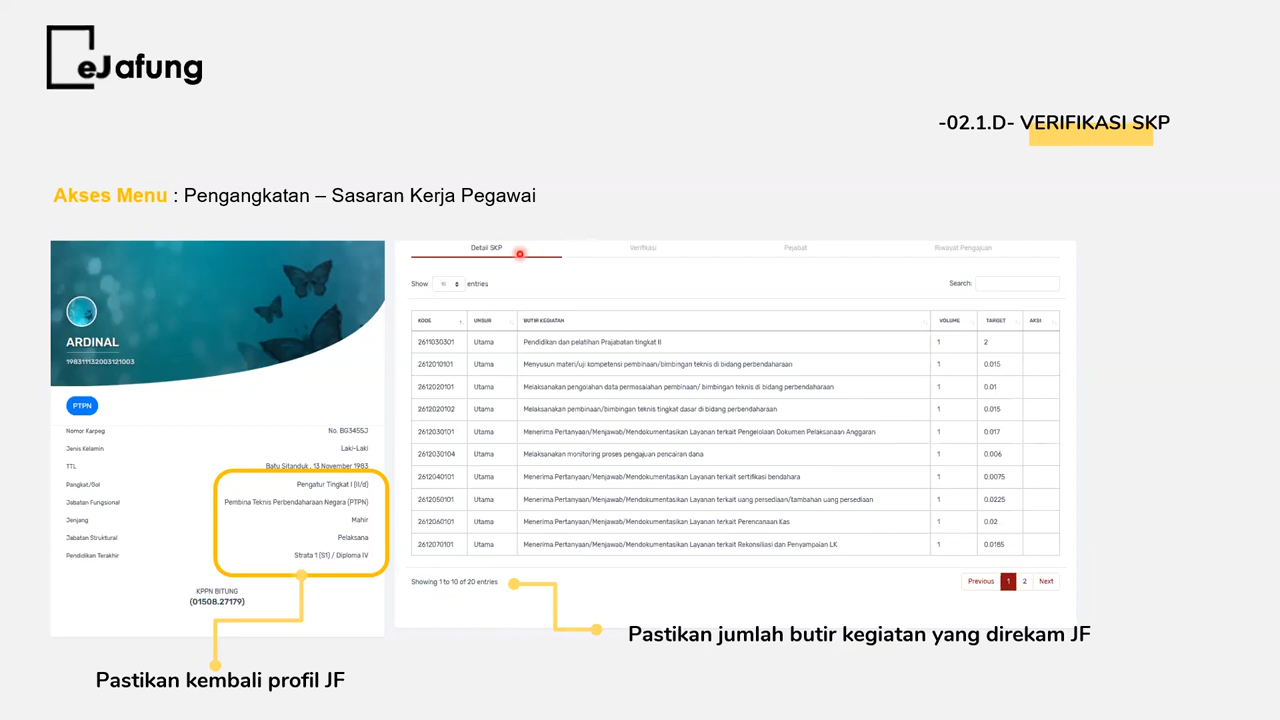 eJafung
-02.1.D- VERIFIKASI SKP
Akses Menu : Pengangkatan – Sasaran Kerja Pegawai
ARDINAL
198311132003121003
PTPN
Nomor Karpeg No. BG345SJ
Jenis Kelamin Laki-Laki
TTL Batu Sitanduk , 13 November 1983
Pangkat/Gol Pengatur Tingkat I (II/d)
Jabatan Fungsional Pembina Teknis Perbendaharaan Negara (PTPN)
Jenjang Mahir
Jabatan Struktural Pelaksana
Pendidikan Terakhir Strata 1 (S1) / Diploma IV
KPPN BITUNG
(01508.27179)
Pastikan kembali profil JF
Detail SKP Verifikasi Pejabat Riwayat Pengajuan
Show 10 entries Search:
KODE UNSUR BUTIR KEGIATAN VOLUME TARGET AKSI
2611030301 Utama Pendidikan dan pelatihan Prajabatan tingkat II 1 2
2612010101 Utama Menyusun materi/uji kompetensi pembinaan/bimbingan teknis di bidang perbendaharaan 1 0.015
2612020101 Utama Melaksanakan pengolahan data permasalahan pembinaan/ bimbingan teknis di bidang perbendaharaan 1 0.01
2612020102 Utama Melaksanakan pembinaan/bimbingan teknis tingkat dasar di bidang perbendaharaan 1 0.015
2612030101 Utama Menerima Pertanyaan/Menjawab/Mendokumentasikan Layanan terkait Pengelolaan Dokumen Pelaksanaan Anggaran 1 0.017
2612030104 Utama Melaksanakan monitoring proses pengajuan pencairan dana 1 0.006
2612040101 Utama Menerima Pertanyaan/Menjawab/Mendokumentasikan Layanan terkait sertifikasi bendahara 1 0.0075
2612050101 Utama Menerima Pertanyaan/Menjawab/Mendokumentasikan Layanan terkait uang persediaan/tambahan uang persediaan 1 0.0225
2612060101 Utama Menerima Pertanyaan/Menjawab/Mendokumentasikan Layanan terkait Perencanaan Kas 1 0.02
2612070101 Utama Menerima Pertanyaan/Menjawab/Mendokumentasikan Layanan terkait Rekonsiliasi dan Penyampaian LK 1 0.0185
Showing 1 to 10 of 20 entries Previous 1 2 Next
Pastikan jumlah butir kegiatan yang direkam JF